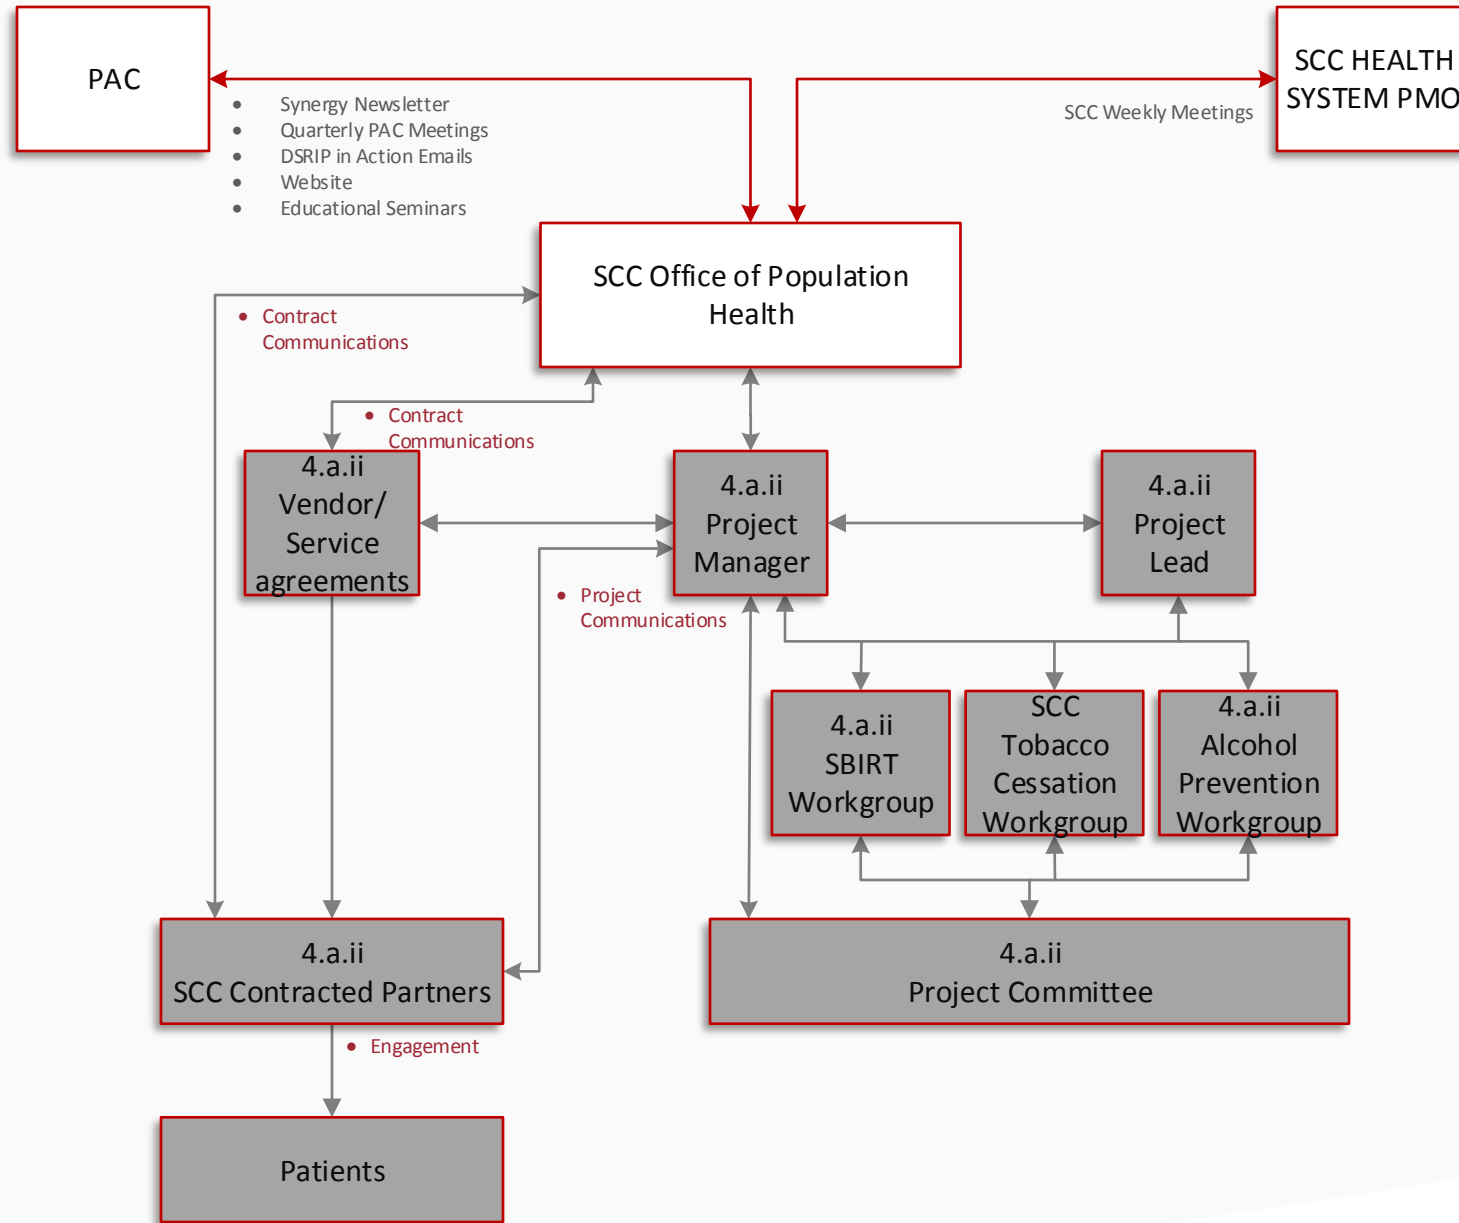 PAC
SCC HEALTH
SYSTEM PMO
• Synergy Newsletter
• Quarterly PAC Meetings
• DSRIP in Action Emails
• Website
• Educational Seminars
SCC Weekly Meetings
SCC Office of Population
Health
• Contract
Communications
• Contract
Communications
4.a.ii
Vendor/
Service
agreements
4.a.ii
Project
Manager
4.a.ii
Project
Lead
• Project
Communications
4.a.ii
SBIRT
Workgroup
SCC
Tobacco
Cessation
Workgroup
4.a.ii
Alcohol
Prevention
Workgroup
4.a.ii
SCC Contracted Partners
4.a.ii
Project Committee
• Engagement
Patients